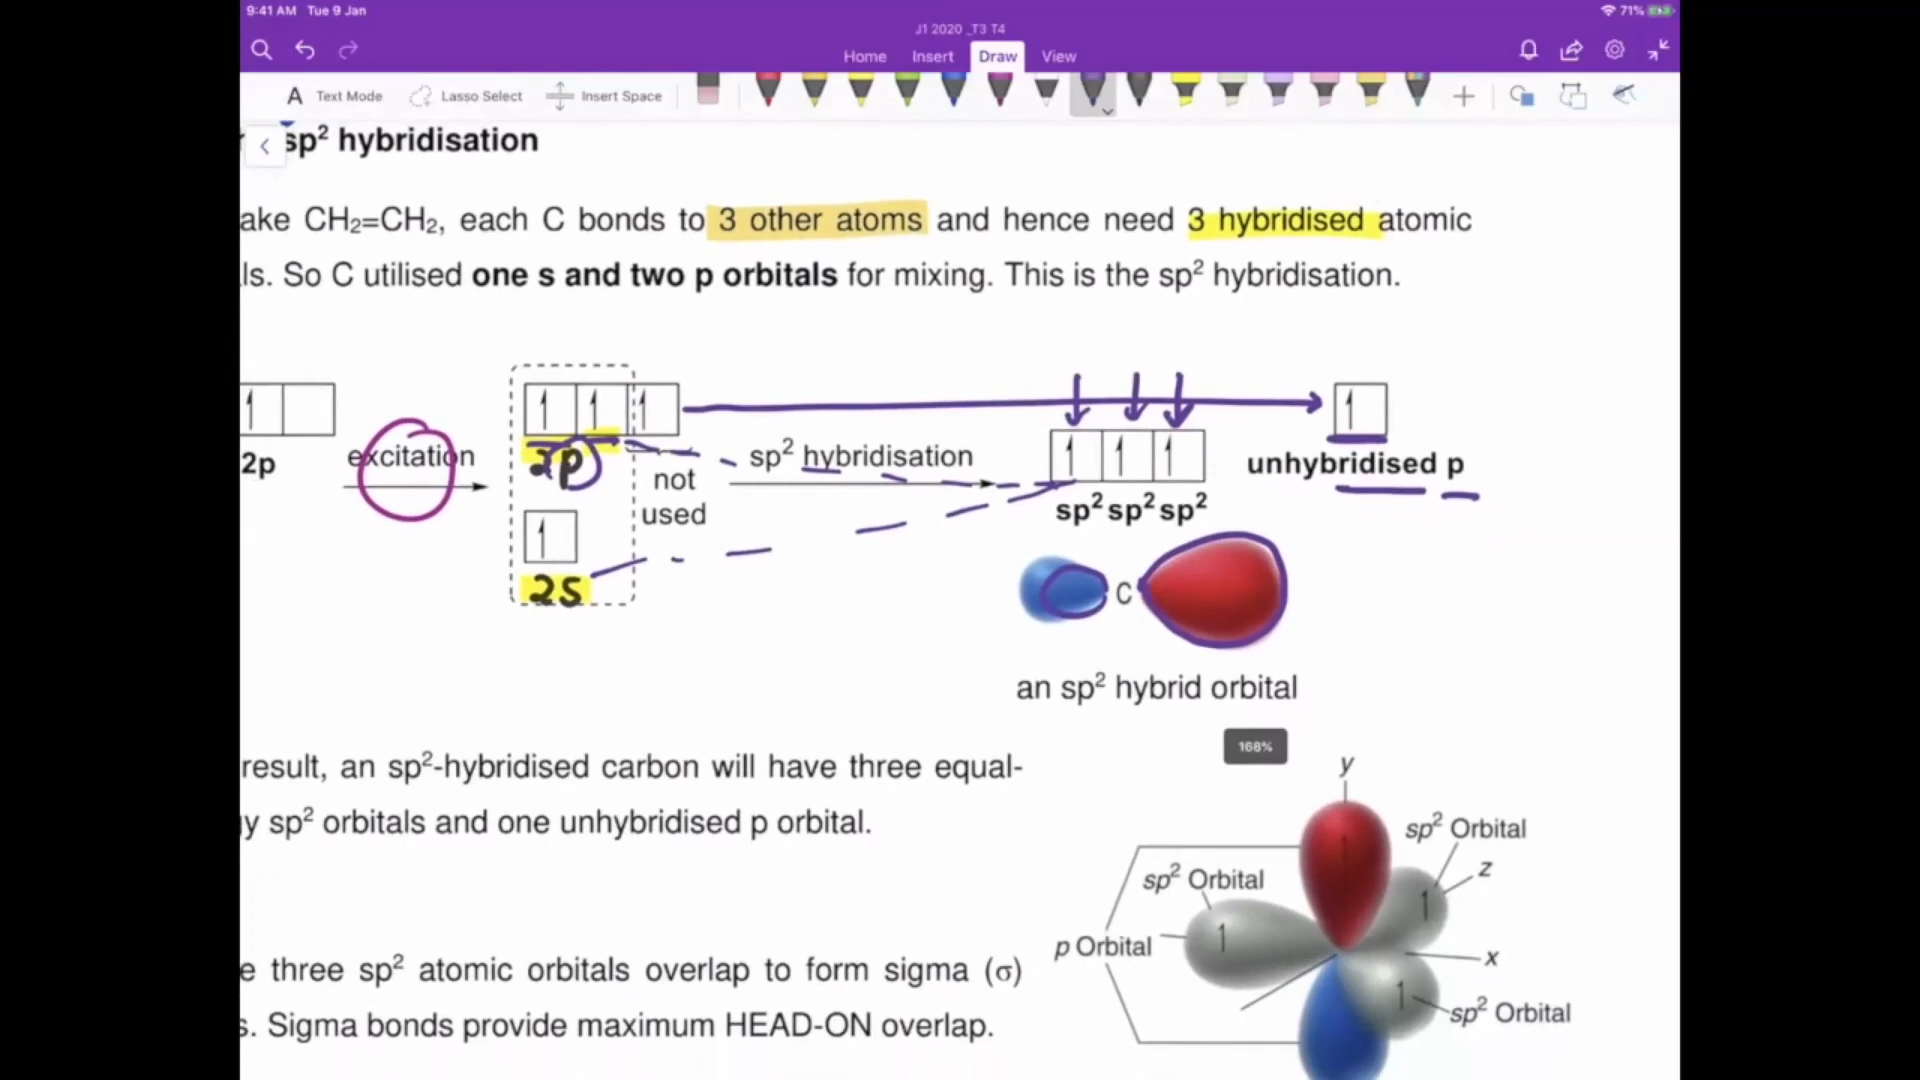 9:41 AM Tue 9 Jan
71%
J1 2020 _T3 T4
Home Insert Draw View
Text Mode Lasso Select Insert Space
sp² hybridisation
ake CH₂=CH₂, each C bonds to 3 other atoms and hence need 3 hybridised atomic
ls. So C utilised one s and two p orbitals for mixing. This is the sp² hybridisation.
2p
excitation
2p
not
used
2s
sp² hybridisation
sp² sp² sp²
unhybridised p
C
an sp² hybrid orbital
168%
result, an sp²-hybridised carbon will have three equal-
y sp² orbitals and one unhybridised p orbital.
y
sp² Orbital
z
sp² Orbital
p Orbital
x
sp² Orbital
e three sp² atomic orbitals overlap to form sigma (σ)
s. Sigma bonds provide maximum HEAD-ON overlap.